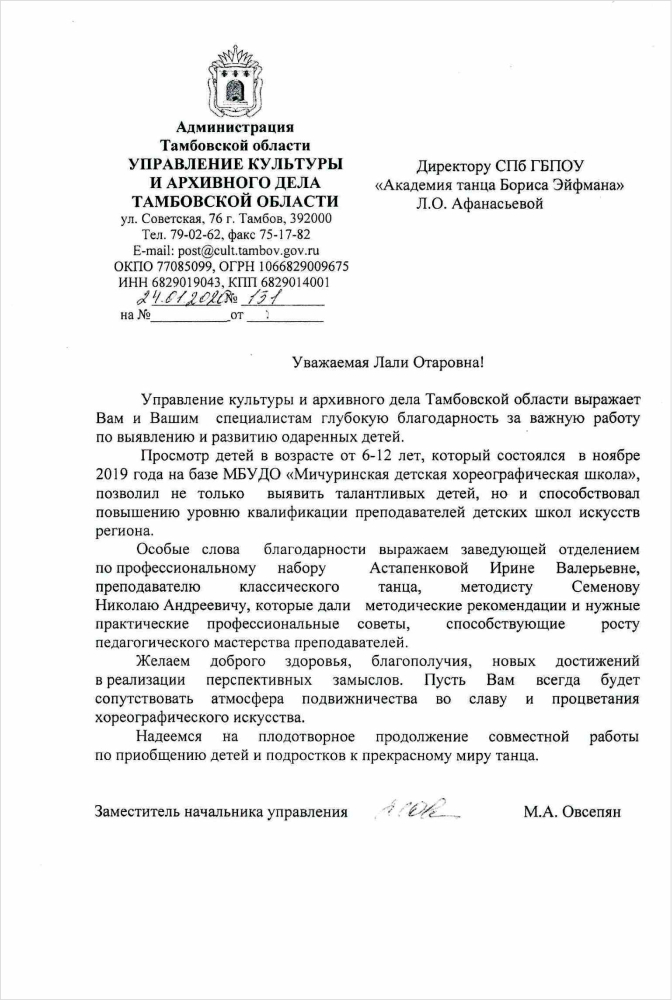 Администрация
Тамбовской области
УПРАВЛЕНИЕ КУЛЬТУРЫ
И АРХИВНОГО ДЕЛА
ТАМБОВСКОЙ ОБЛАСТИ
ул. Советская, 76 г. Тамбов, 392000
Тел. 79-02-62, факс 75-17-82
E-mail: post@cult.tambov.gov.ru
ОКПО 77085099, ОГРН 1066829009675
ИНН 6829019043, КПП 6829014001
24.01.2020 № 131
на №____________от ____________
Директору СПб ГБПОУ
«Академия танца Бориса Эйфмана»
Л.О. Афанасьевой
Уважаемая Лали Отаровна!
Управление культуры и архивного дела Тамбовской области выражает
Вам и Вашим специалистам глубокую благодарность за важную работу
по выявлению и развитию одаренных детей.
Просмотр детей в возрасте от 6-12 лет, который состоялся в ноябре
2019 года на базе МБУДО «Мичуринская детская хореографическая школа»,
позволил не только выявить талантливых детей, но и способствовал
повышению уровню квалификации преподавателей детских школ искусств
региона.
Особые слова благодарности выражаем заведующей отделением
по профессиональному набору Астапенковой Ирине Валерьевне,
преподавателю классического танца, методисту Семенову
Николаю Андреевичу, которые дали методические рекомендации и нужные
практические профессиональные советы, способствующие росту
педагогического мастерства преподавателей.
Желаем доброго здоровья, благополучия, новых достижений
в реализации перспективных замыслов. Пусть Вам всегда будет
сопутствовать атмосфера подвижничества во славу и процветания
хореографического искусства.
Надеемся на плодотворное продолжение совместной работы
по приобщению детей и подростков к прекрасному миру танца.
Заместитель начальника управления М.А. Овсепян